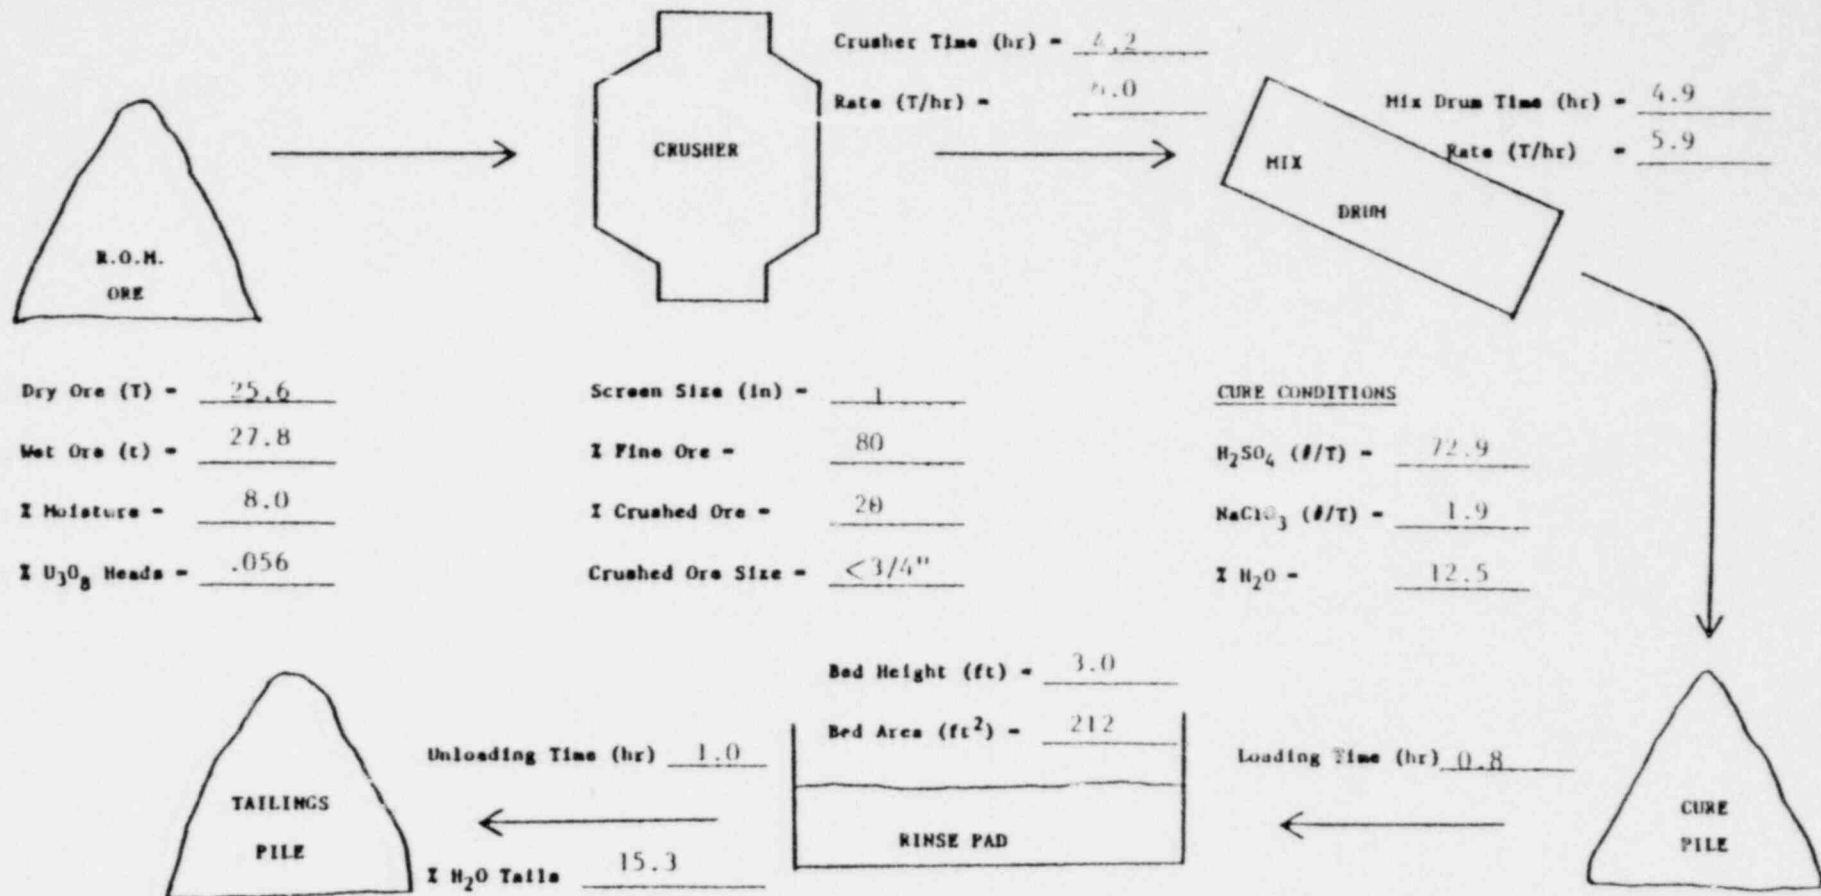 Crusher Time (hr) = 4.2
Rate (T/hr) = .0
Mix Drum Time (hr) = 4.9
Rate (T/hr) = 5.9
CRUSHER
MIX
DRUM
R.O.M.
ORE
Dry Ore (T) = 25.6
Wet Ore (t) = 27.8
% Moisture = 8.0
% U3O8 Heads = .056
Screen Size (in) = 1
% Fine Ore = 80
% Crushed Ore = 20
Crushed Ore Size = <3/4"
CURE CONDITIONS
H2SO4 (#/T) = 72.9
NaClO3 (#/T) = 1.9
% H2O = 12.5
Bed Height (ft) = 3.0
Bed Area (ft²) = 212
Unloading Time (hr) 1.0
Loading Time (hr) 0.8
TAILINGS
PILE
RINSE PAD
CURE
PILE
% H2O Tails 15.3